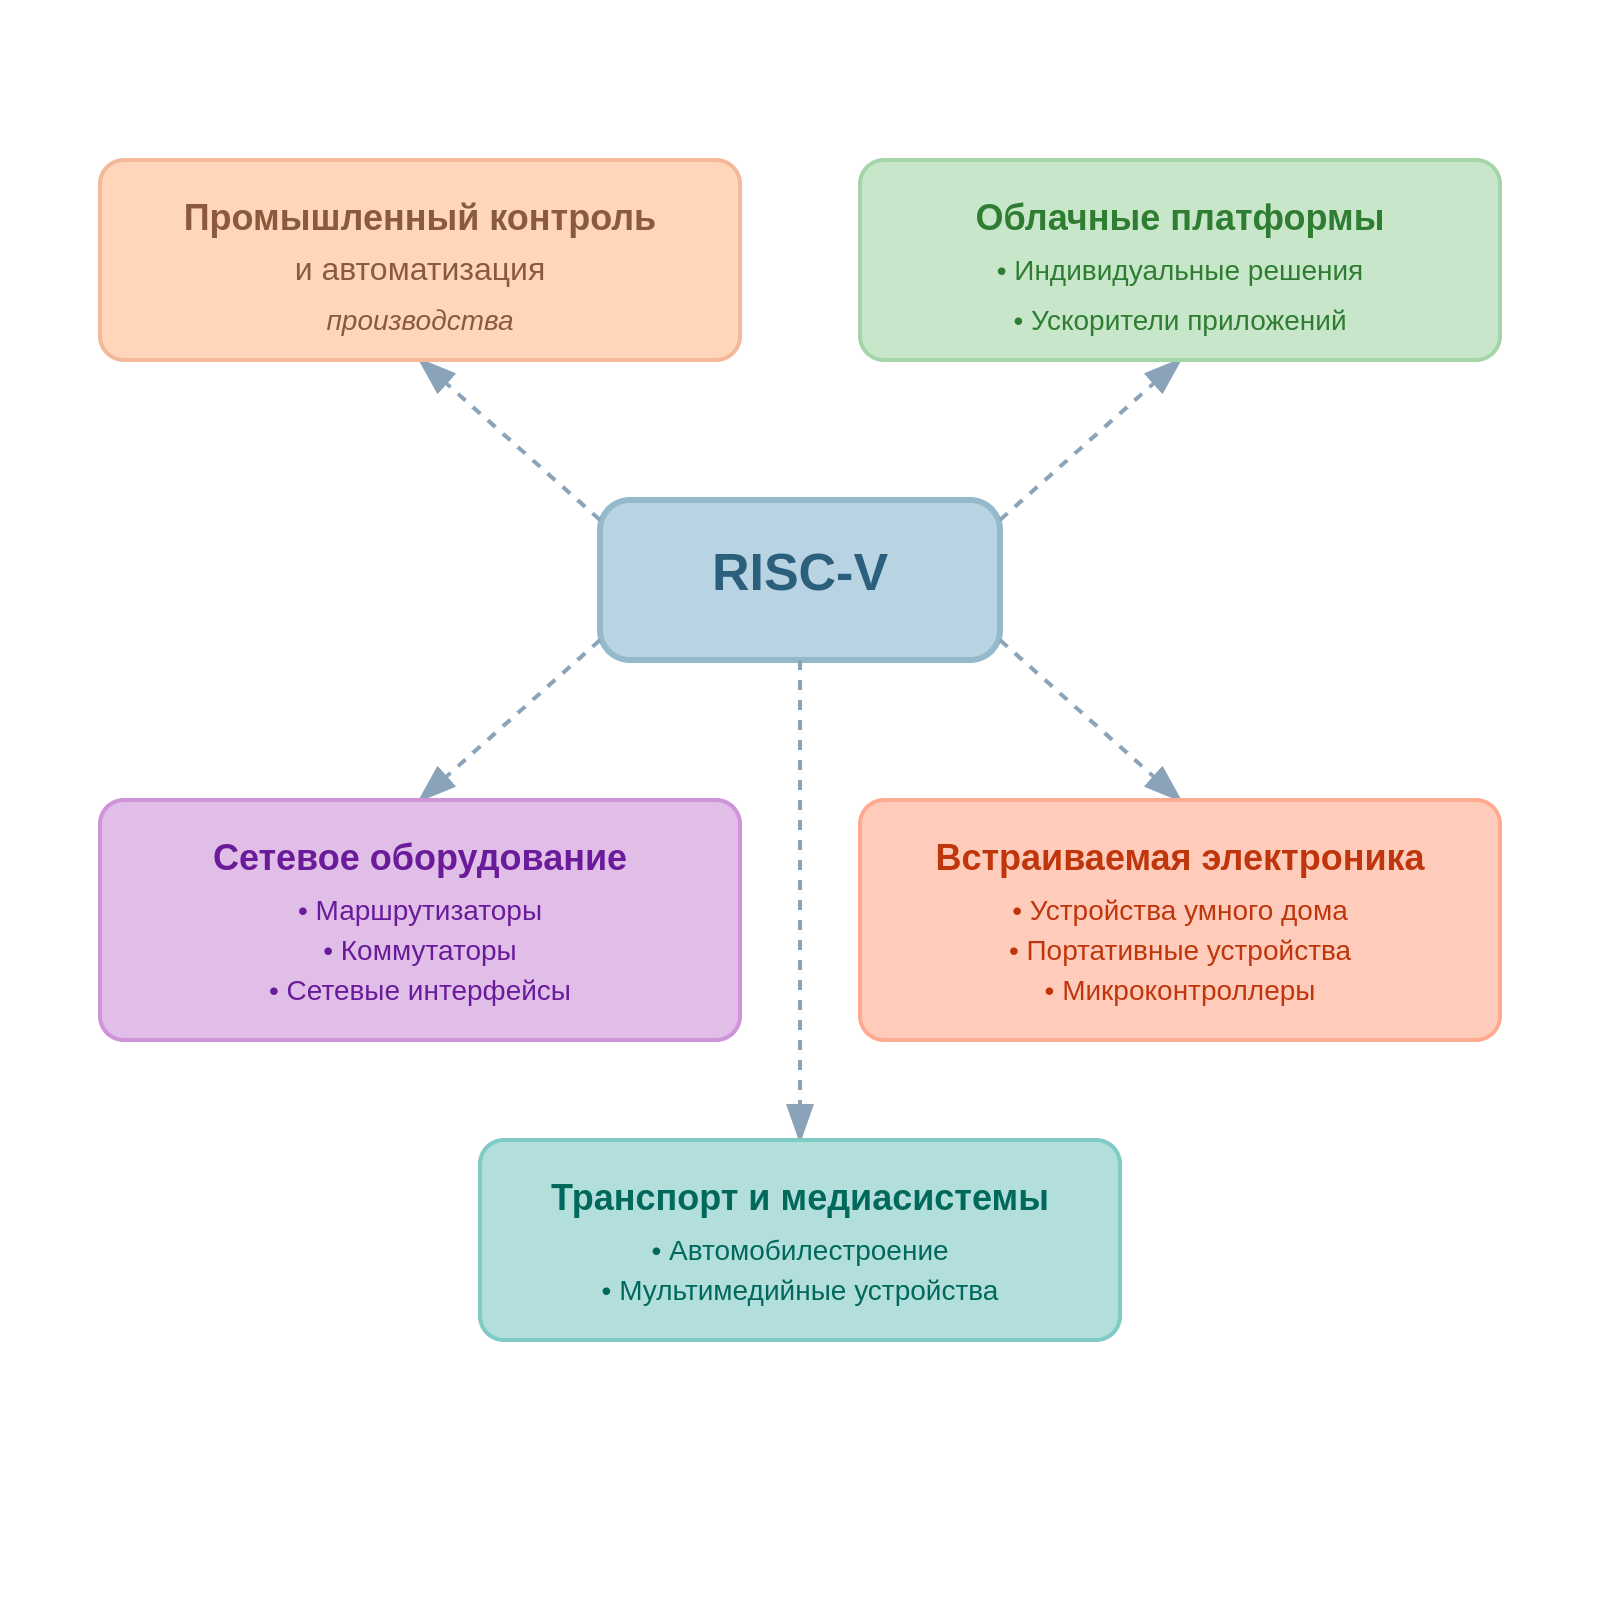 Промышленный контроль
и автоматизация
производства
Облачные платформы
• Индивидуальные решения
• Ускорители приложений
RISC-V
Сетевое оборудование
• Маршрутизаторы
• Коммутаторы
• Сетевые интерфейсы
Встраиваемая электроника
• Устройства умного дома
• Портативные устройства
• Микроконтроллеры
Транспорт и медиасистемы
• Автомобилестроение
• Мультимедийные устройства